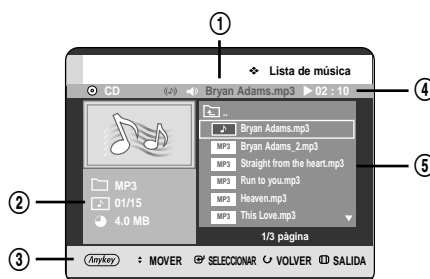 ①
❖ Lista de música
CD Bryan Adams.mp3 ▶ 02 : 10
④
..
Bryan Adams.mp3
MP3 Bryan Adams_2.mp3
MP3 Straight from the heart.mp3
⑤
MP3 Run to you.mp3
MP3 Heaven.mp3
MP3 This Love.mp3
1/3 pàgina
MP3
② 01/15
4.0 MB
③ Anykey MOVER SELECCIONAR VOLVER SALIDA